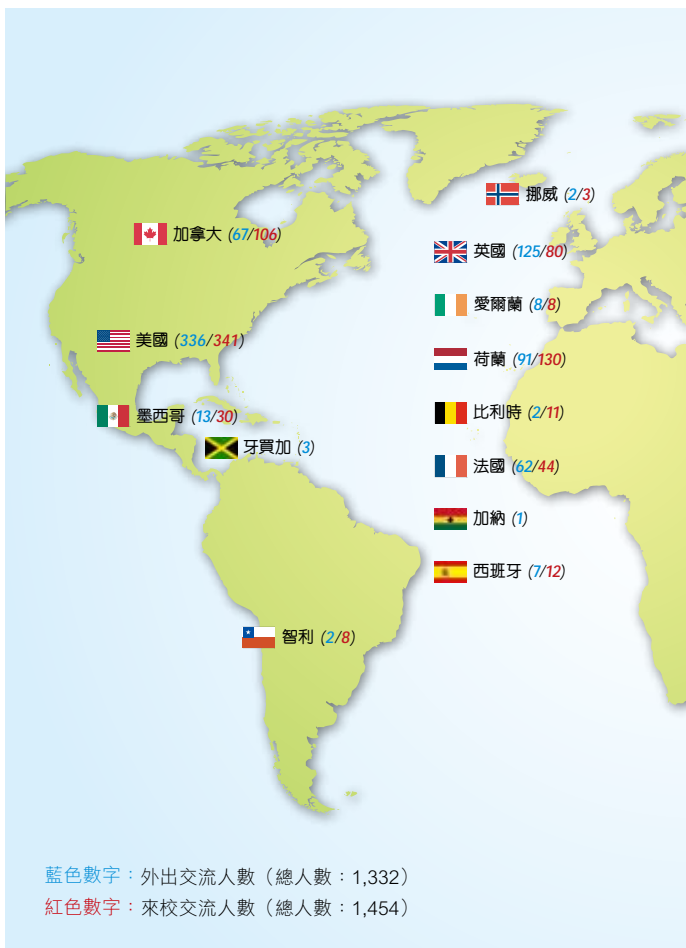 挪威 (2/3)
加拿大 (67/106)
英國 (125/80)
愛爾蘭 (8/8)
美國 (336/341)
荷蘭 (91/130)
墨西哥 (13/30)
比利時 (2/11)
牙買加 (3)
法國 (62/44)
加納 (1)
西班牙 (7/12)
智利 (2/8)
藍色數字：外出交流人數（總人數：1,332）
紅色數字：來校交流人數（總人數：1,454）